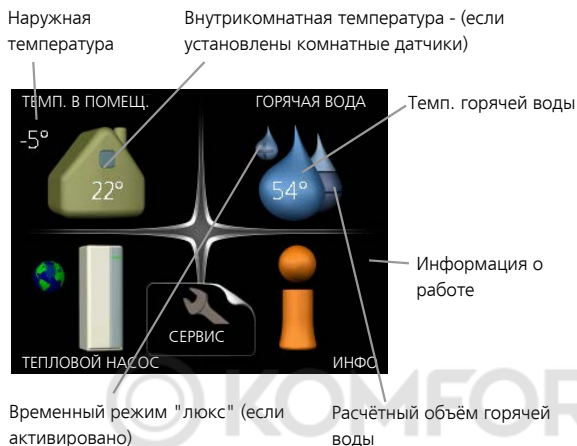 Наружная
температура
Внутрикомнатная температура - (если
установлены комнатные датчики)
ТЕМП. В ПОМЕЩ.
ГОРЯЧАЯ ВОДА
Темп. горячей воды
-5°
22°
54°
Информация о
работе
СЕРВИС
ТЕПЛОВОЙ НАСОС
ИНФО
KOMFOR
Временный режим "люкс" (если
активировано)
Расчётный объём горячей
воды